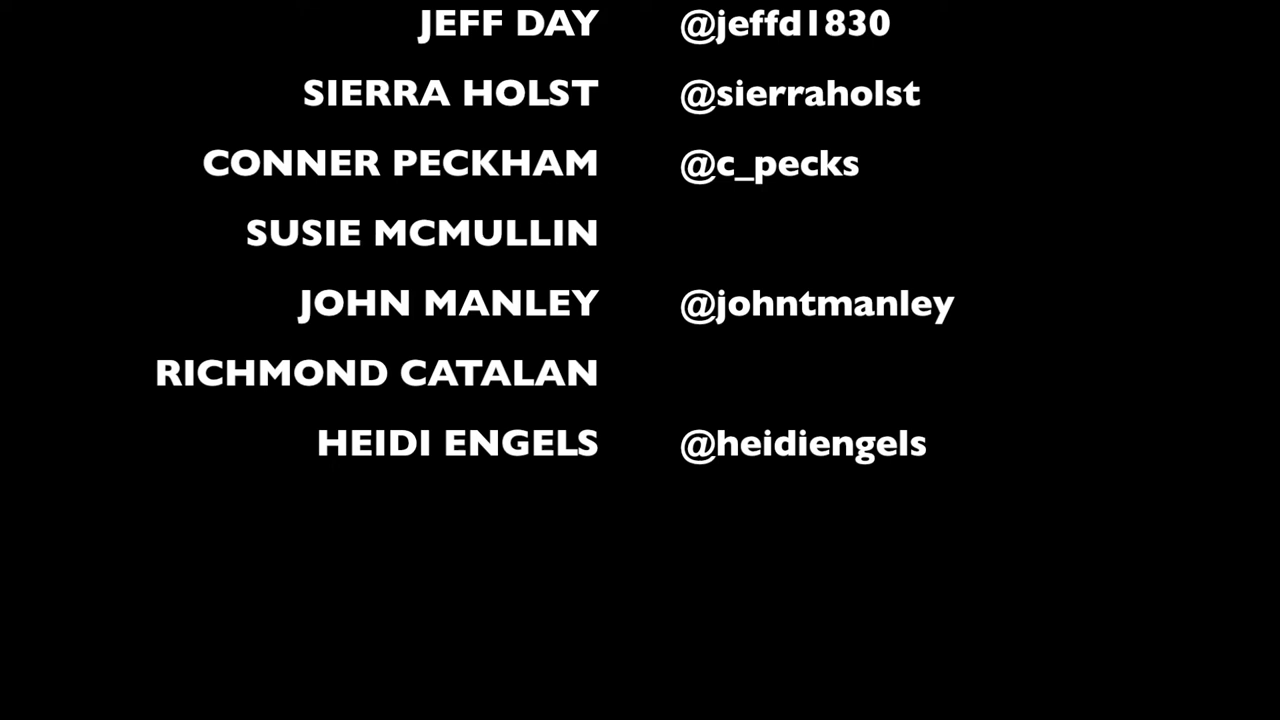 JEFF DAY @jeffd1830
SIERRA HOLST @sierraholst
CONNER PECKHAM @c_pecks
SUSIE MCMULLIN
JOHN MANLEY @johntmanley
RICHMOND CATALAN
HEIDI ENGELS @heidiengels